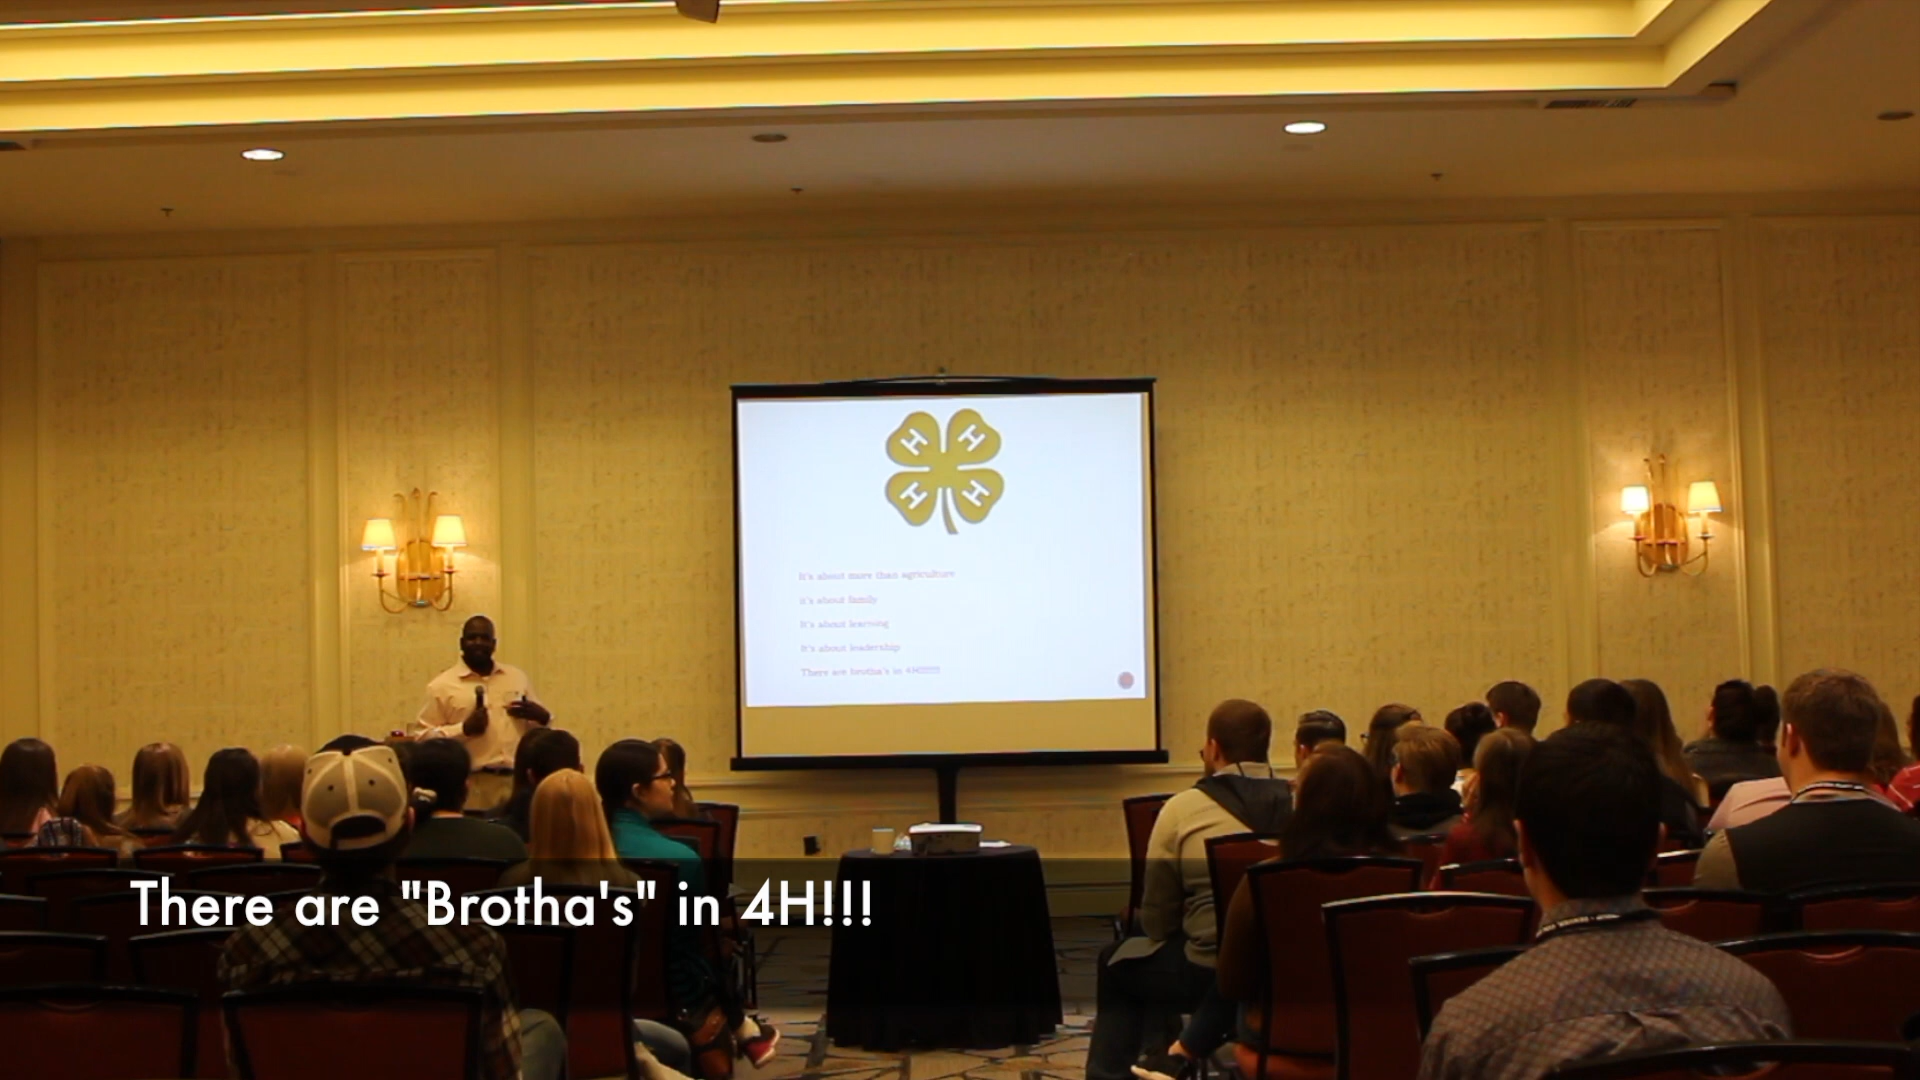 H H
H H
It's about more than agriculture
it's about family
It's about learning
It's about leadership
There are brotha's in 4H!!!!!!!
There are "Brotha's" in 4H!!!